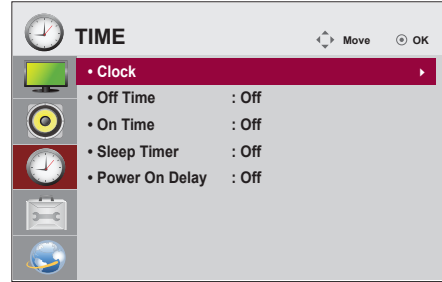 TIME
Move OK
• Clock
• Off Time : Off
• On Time : Off
• Sleep Timer : Off
• Power On Delay : Off